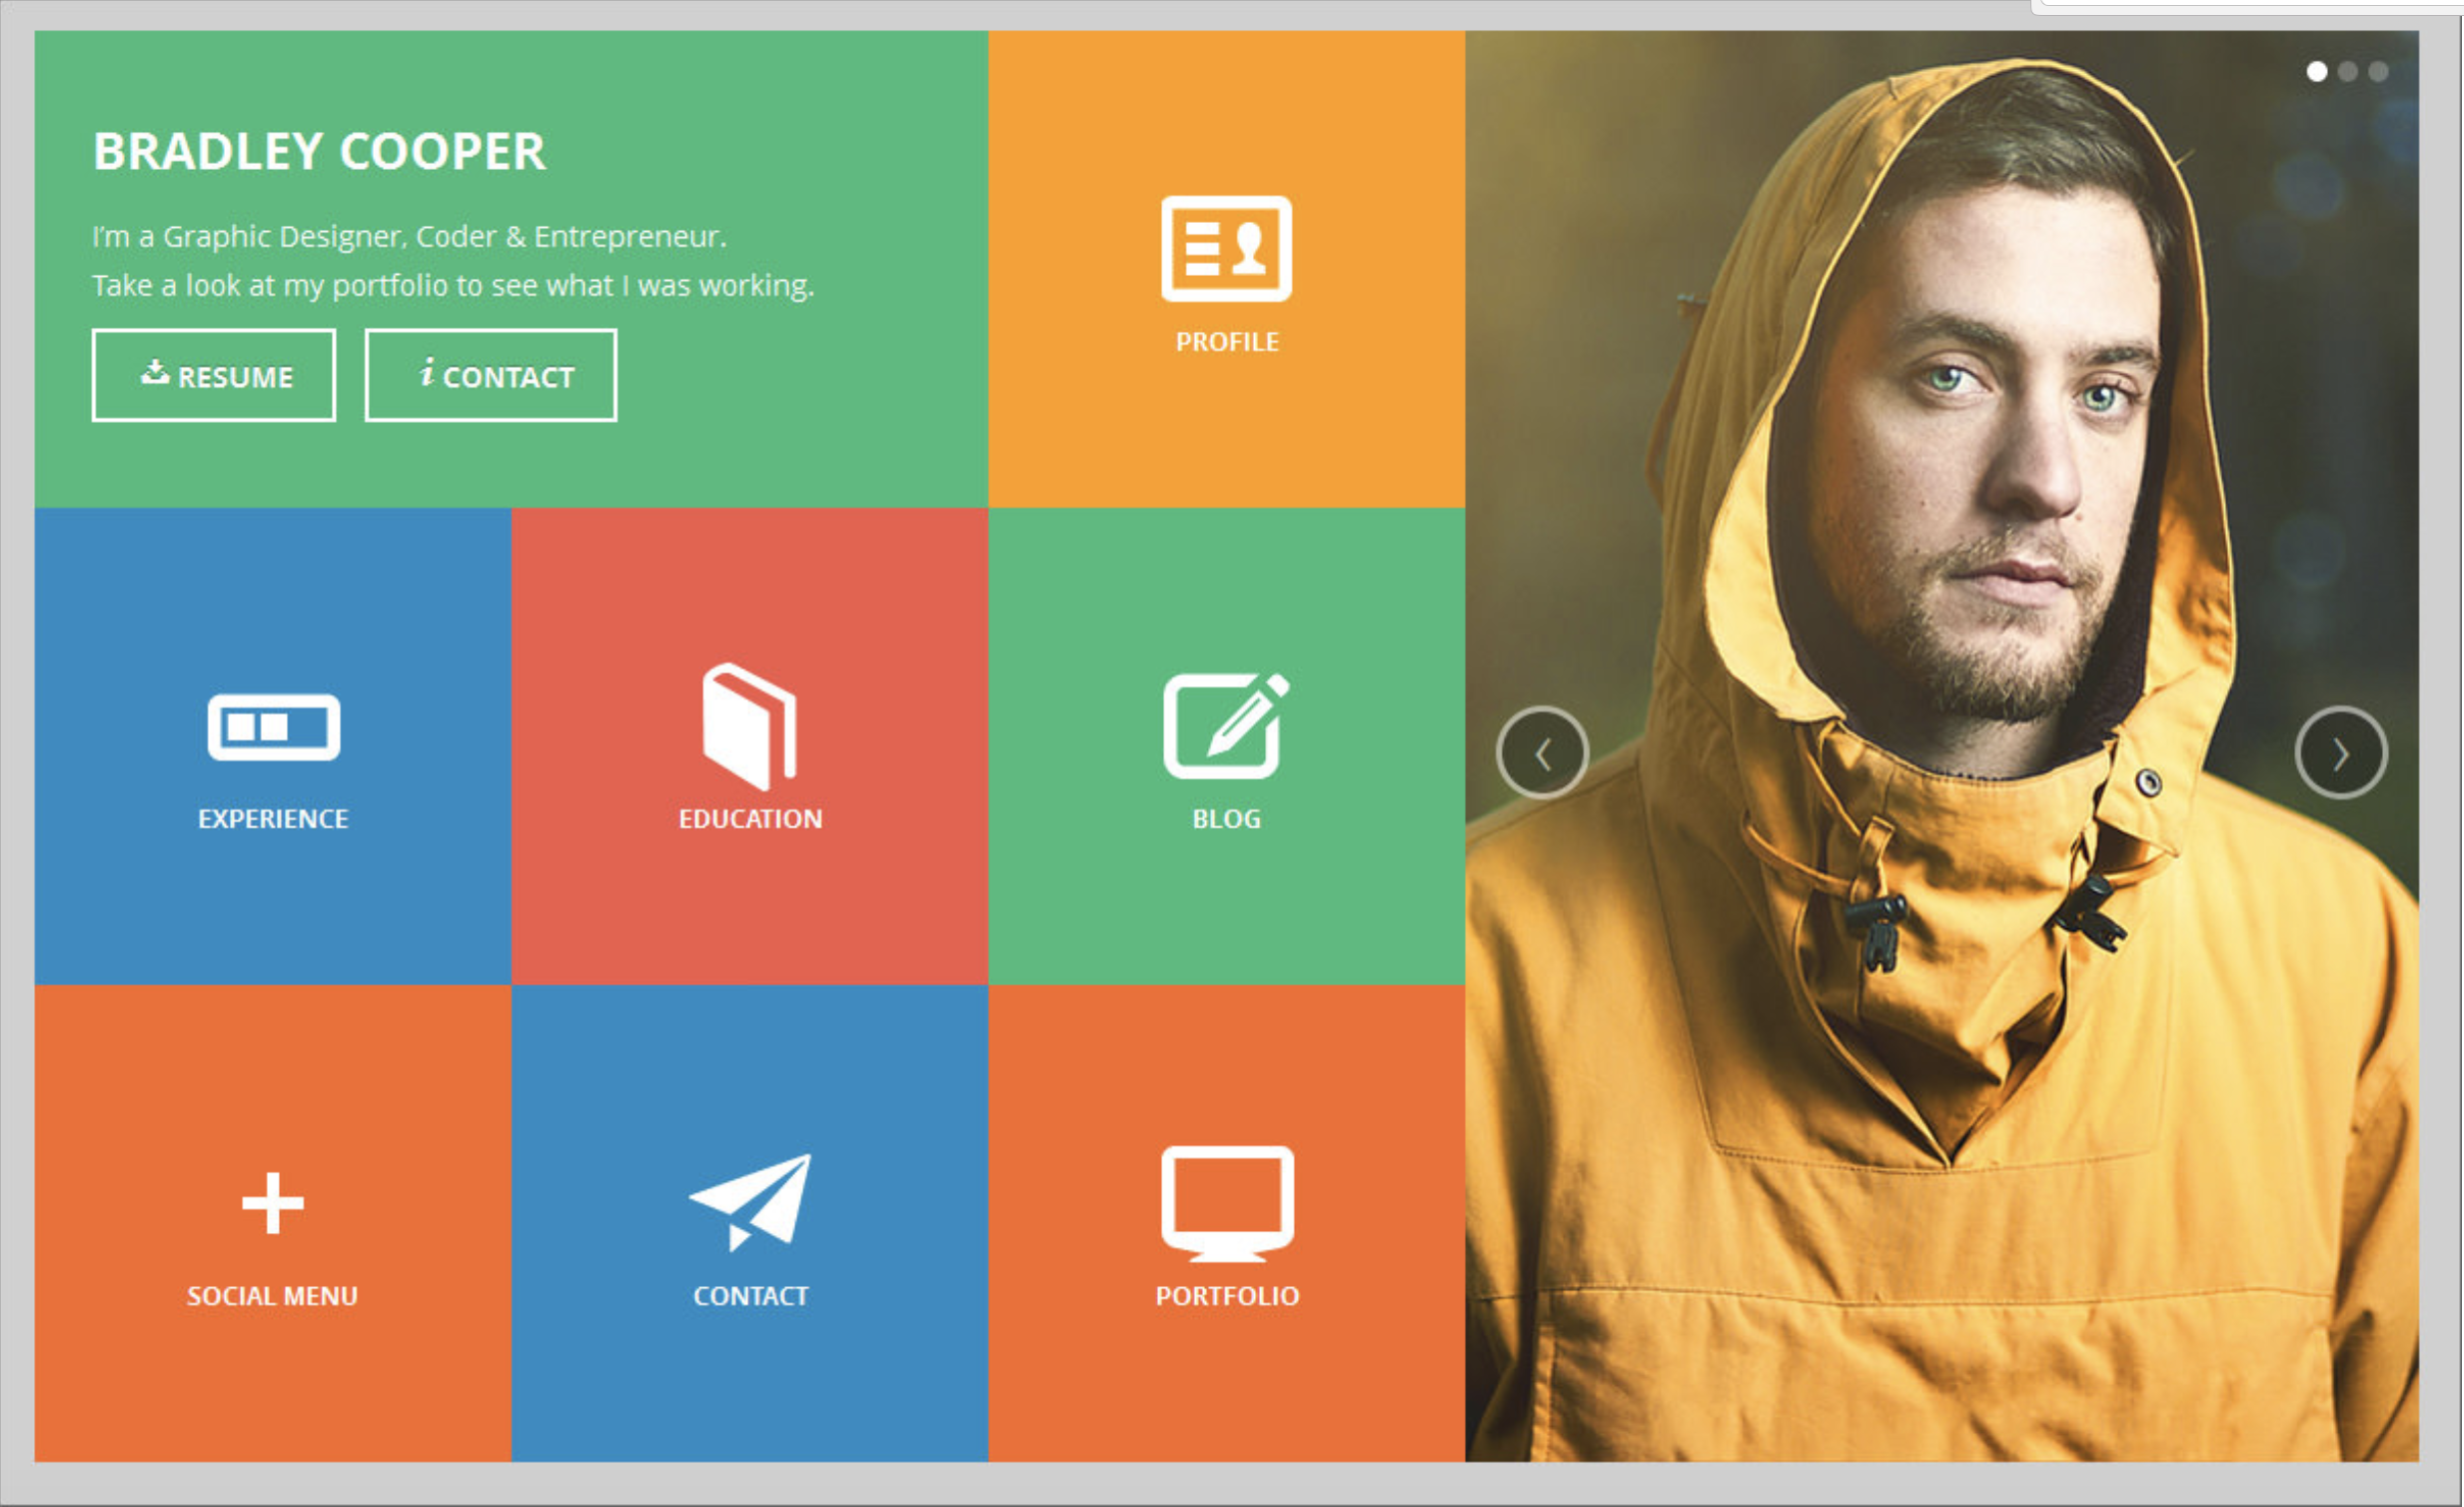 BRADLEY COOPER
I'm a Graphic Designer, Coder & Entrepreneur.
Take a look at my portfolio to see what I was working.
RESUME
i CONTACT
PROFILE
EXPERIENCE
EDUCATION
BLOG
SOCIAL MENU
CONTACT
PORTFOLIO